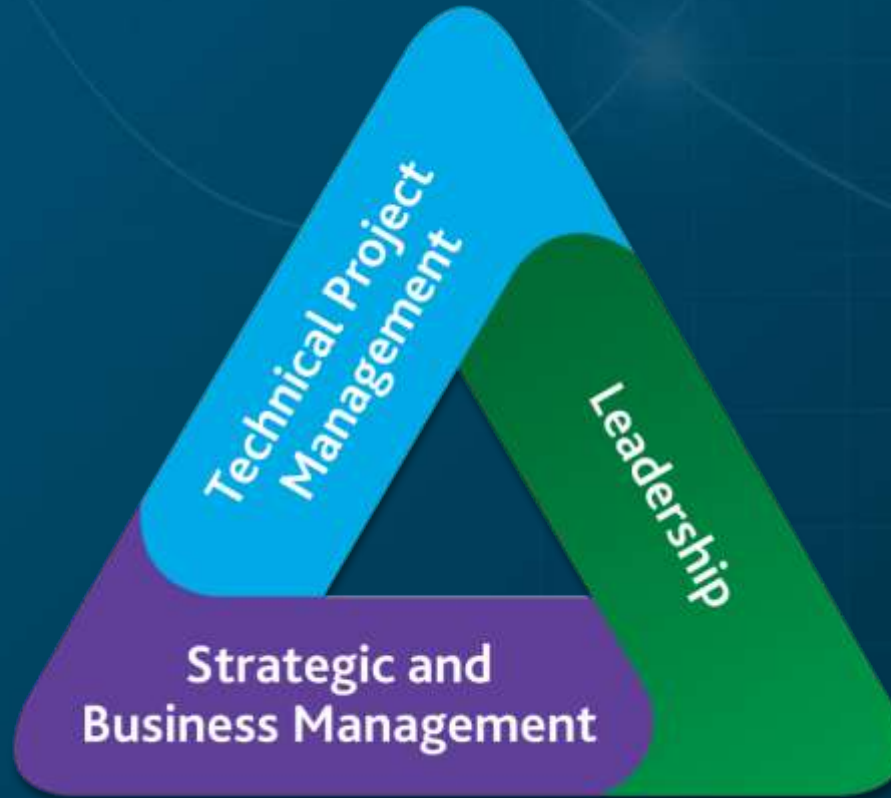 Technical Project
Management
Leadership
Strategic and
Business Management